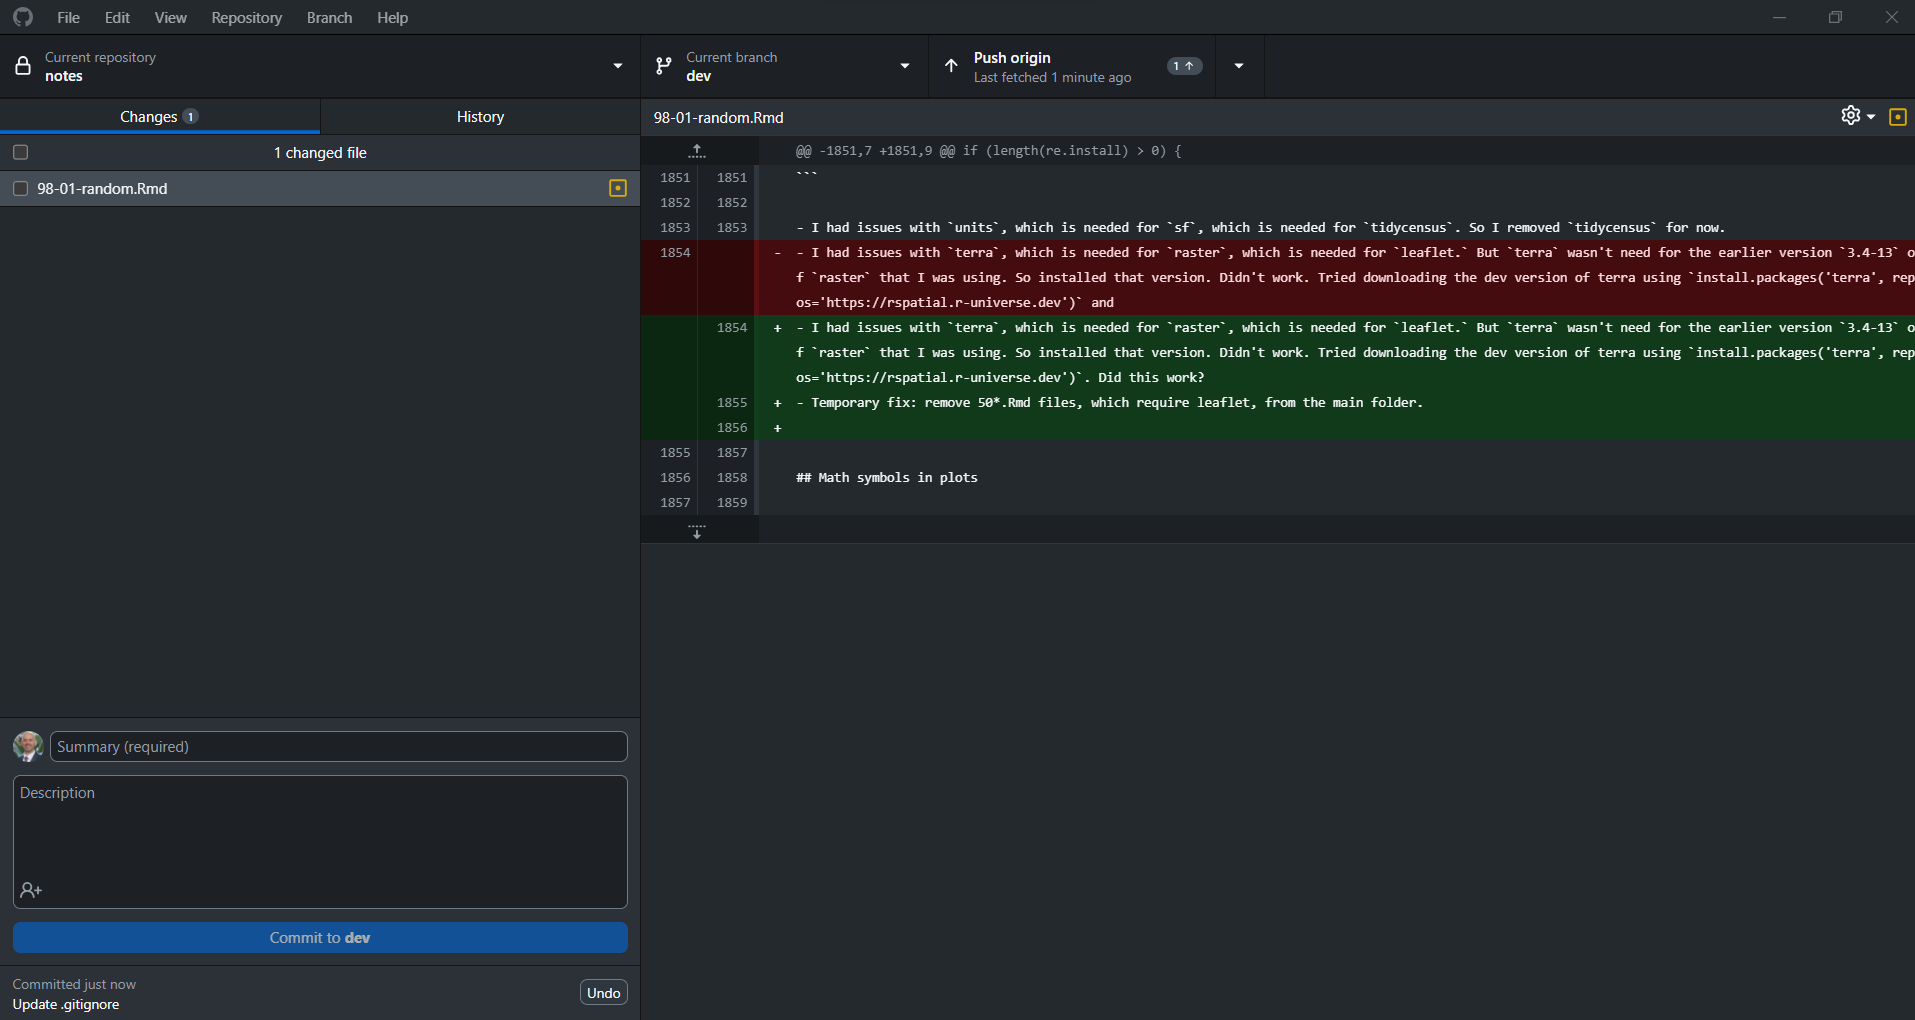 File Edit View Repository Branch Help
Current repository
notes
Current branch
dev
Push origin
Last fetched 1 minute ago
1
Changes 1
History
1 changed file
98-01-random.Rmd
98-01-random.Rmd
@@ -1851,7 +1851,9 @@ if (length(re.install) > 0) {
1851 1851 ```
1852 1852
1853 1853 - I had issues with `units`, which is needed for `sf`, which is needed for `tidycensus`. So I removed `tidycensus` for now.
1854 - - I had issues with `terra`, which is needed for `raster`, which is needed for `leaflet.` But `terra` wasn't need for the earlier version `3.4-13` o
f `raster` that I was using. So installed that version. Didn't work. Tried downloading the dev version of terra using `install.packages('terra', rep
os='https://rspatial.r-universe.dev')` and
1854 + - I had issues with `terra`, which is needed for `raster`, which is needed for `leaflet.` But `terra` wasn't need for the earlier version `3.4-13` o
f `raster` that I was using. So installed that version. Didn't work. Tried downloading the dev version of terra using `install.packages('terra', rep
os='https://rspatial.r-universe.dev')`. Did this work?
1855 + - Temporary fix: remove 50*.Rmd files, which require leaflet, from the main folder.
1856 +
1855 1857
1856 1858 ## Math symbols in plots
1857 1859
Summary (required)
Description
Commit to dev
Committed just now
Update .gitignore
Undo